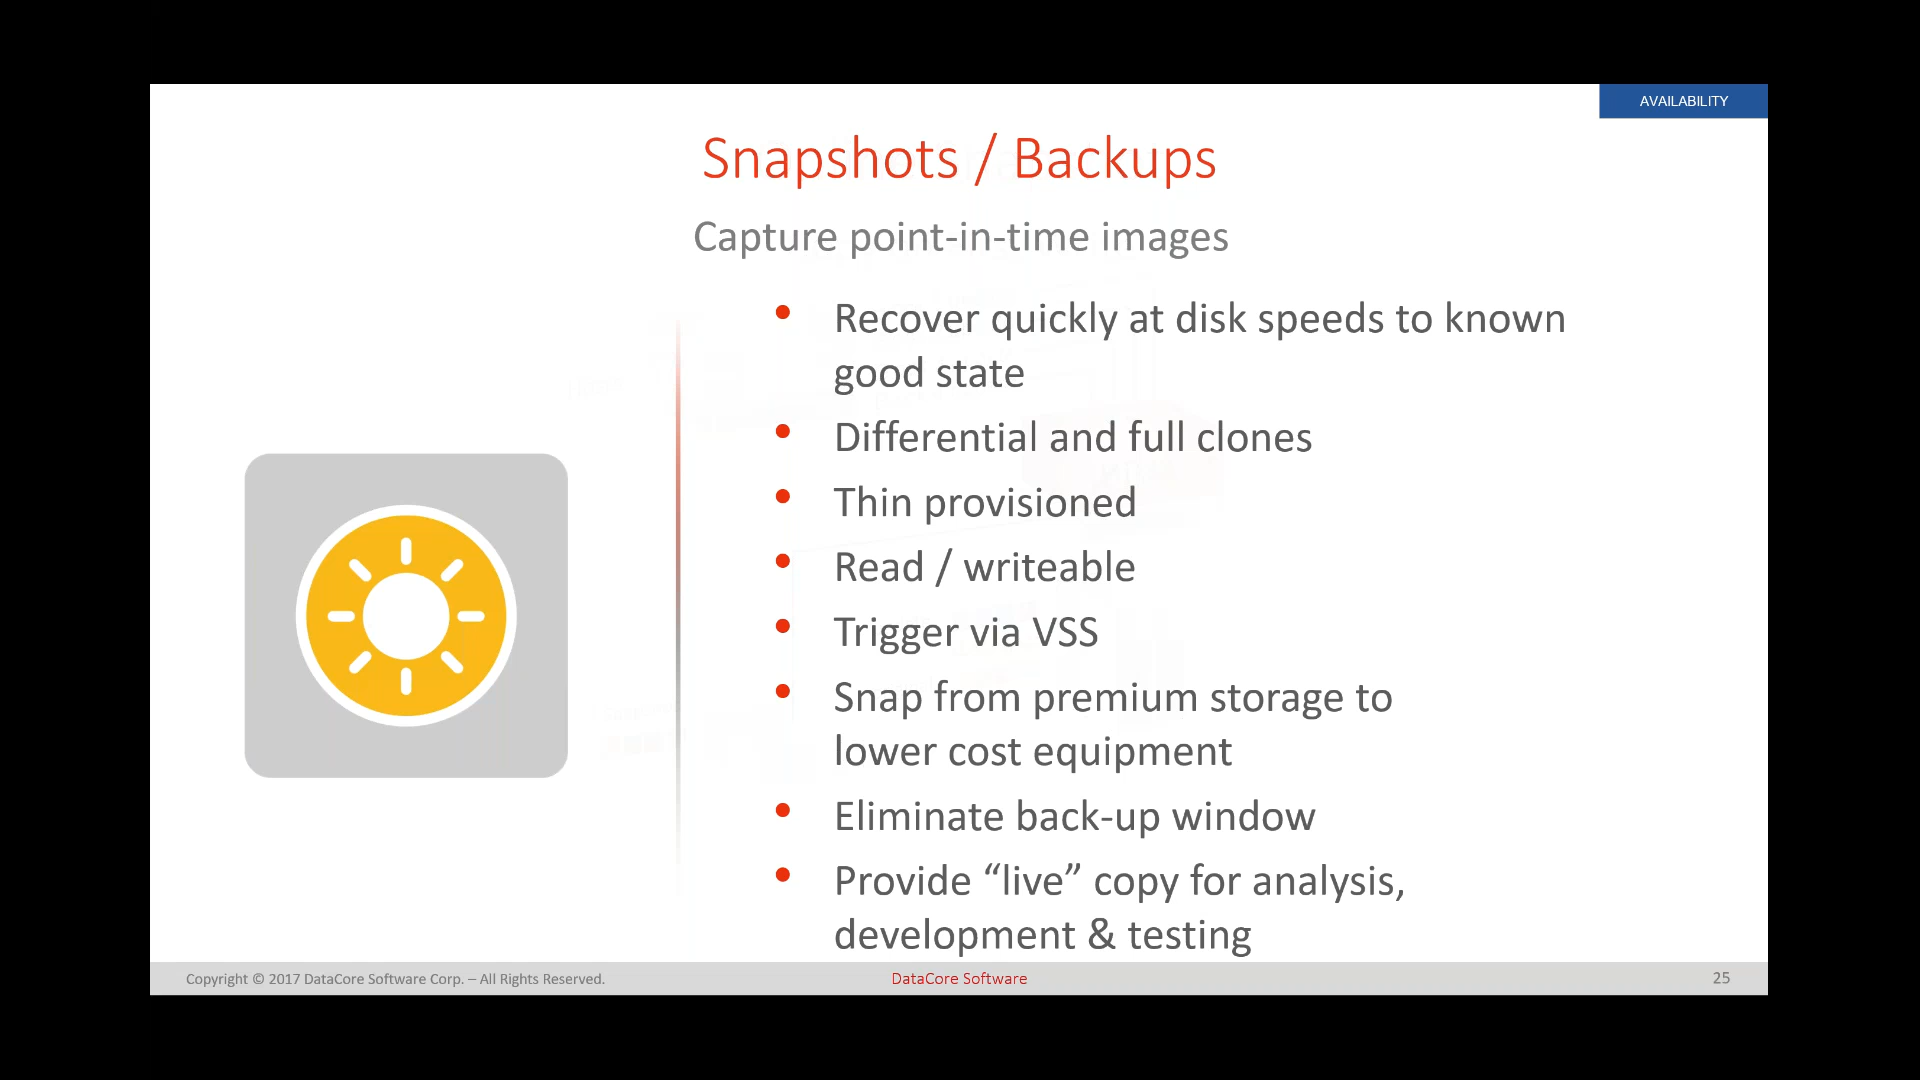 AVAILABILITY
Snapshots / Backups
Capture point-in-time images
• Recover quickly at disk speeds to known
good state
• Differential and full clones
• Thin provisioned
• Read / writeable
• Trigger via VSS
• Snap from premium storage to
lower cost equipment
• Eliminate back-up window
• Provide “live” copy for analysis,
development & testing
Copyright © 2017 DataCore Software Corp. – All Rights Reserved.
DataCore Software
25